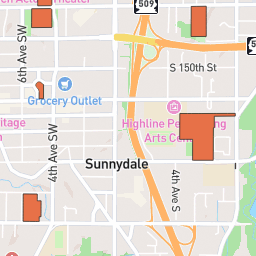 509
6th Ave SW
S 150th St
Grocery Outlet
Highline Performing
Arts Center
4th Ave SW
Sunnydale
4th Ave S